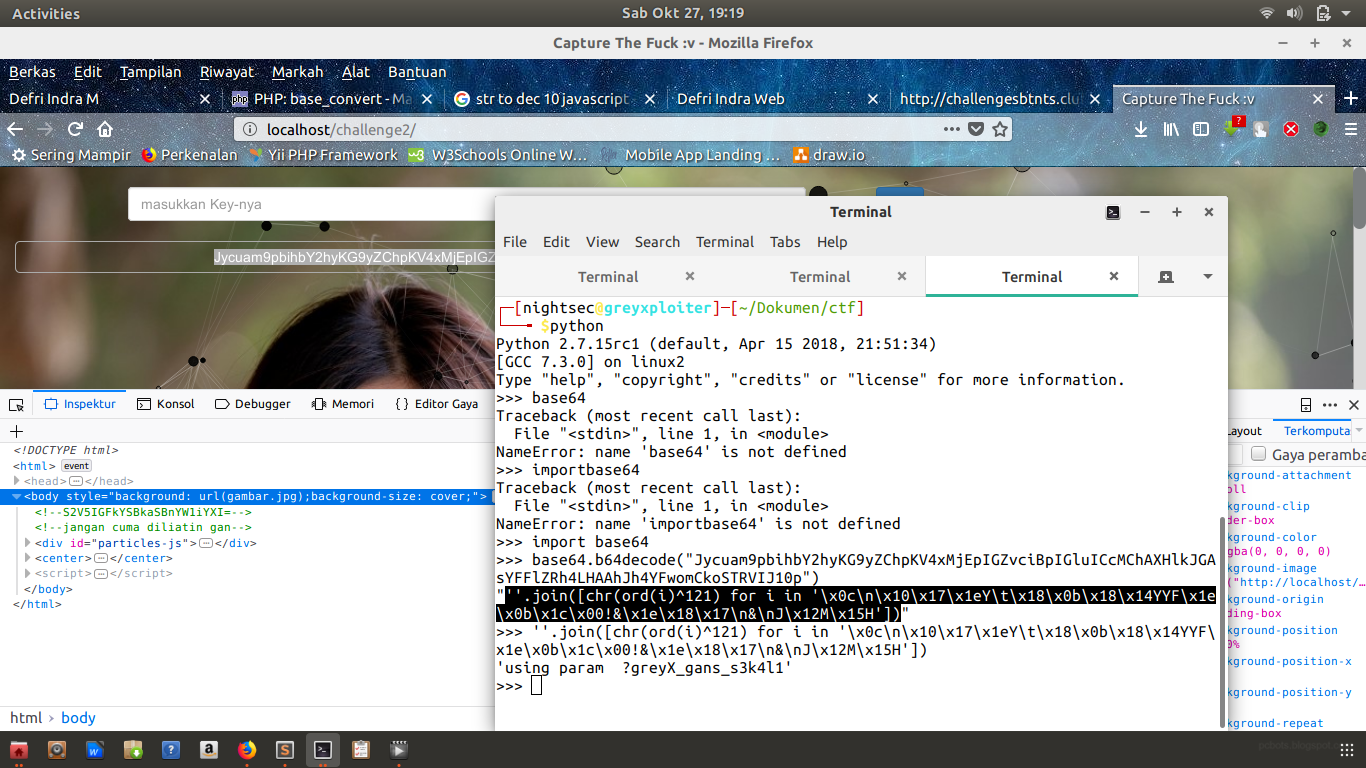 Activities
Sab Okt 27, 19:19
Capture The Fuck :v - Mozilla Firefox
Berkas Edit Tampilan Riwayat Markah Alat Bantuan
Defri Indra M
PHP: base_convert - Ma
str to dec 10 javascript -
Defri Indra Web
http://challengesbtnts.clu
Capture The Fuck :v
localhost/challenge2/
Sering Mampir
Perkenalan
Yii PHP Framework
W3Schools Online W...
Mobile App Landing ...
draw.io
masukkan Key-nya
Jycuam9pbihbY2hyKG9yZChpKV4xMjEpIGZ
Terminal
File Edit View Search Terminal Tabs Help
Terminal
Terminal
Terminal
[nightsec@greyxploiter]─[~/Dokumen/ctf]
$python
Python 2.7.15rc1 (default, Apr 15 2018, 21:51:34)
[GCC 7.3.0] on linux2
Type "help", "copyright", "credits" or "license" for more information.
>>> base64
Traceback (most recent call last):
  File "<stdin>", line 1, in <module>
NameError: name 'base64' is not defined
>>> importbase64
Traceback (most recent call last):
  File "<stdin>", line 1, in <module>
NameError: name 'importbase64' is not defined
>>> import base64
>>> base64.b64decode("Jycuam9pbihbY2hyKG9yZChpKV4xMjEpIGZvciBpIGluICcMChAXHlkJGA
sYFFlZRh4LHAAhJh4YFwomCkoSTRVIJ10p")
"''.join([chr(ord(i)^121) for i in '\x0c\n\x10\x17\x1eY\t\x18\x0b\x18\x14YYF\x1e
\x0b\x1c\x00!&\x1e\x18\x17\n&\nJ\x12M\x15H'])"
>>> ''.join([chr(ord(i)^121) for i in '\x0c\n\x10\x17\x1eY\t\x18\x0b\x18\x14YYF\
x1e\x0b\x1c\x00!&\x1e\x18\x17\n&\nJ\x12M\x15H'])
'using param  ?greyX_gans_s3k4l1'
>>>
Inspektur Konsol Debugger Memori Editor Gaya
<!DOCTYPE html>
<html> event
<head> </head>
<body style="background: url(gambar.jpg);background-size: cover;">
<!--S2V5IGFkYSBkaSBnYW1iYXI=-->
<!--jangan cuma diliatin gan-->
<div id="particles-js"> </div>
<center> </center>
<script> </script>
</body>
</html>
html › body
ayout
Terkomputa
Gaya peramba
kground-attachment
oll
kground-clip
der-box
kground-color
gba(0, 0, 0, 0)
kground-image
("http://localhost/...
kground-origin
ding-box
kground-position
0%
kground-position-x
kground-position-y
kground-repeat